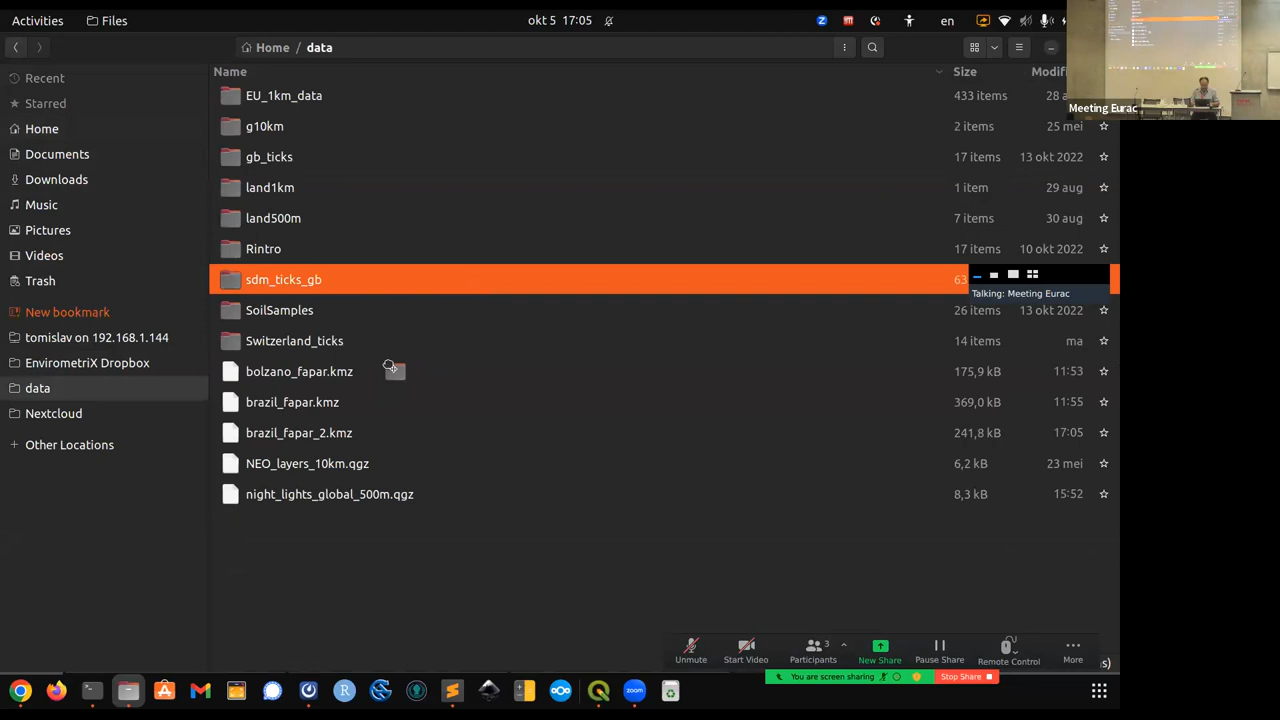 Activities
Files
okt 5 17:05
en
Home / data
Meeting Eurac
Recent
Starred
Home
Documents
Downloads
Music
Pictures
Videos
Trash
New bookmark
tomislav on 192.168.1.144
EnvirometriX Dropbox
data
Nextcloud
+ Other Locations
Name Size Modifi
EU_1km_data 433 items 28 a
g10km 2 items 25 mei
gb_ticks 17 items 13 okt 2022
land1km 1 item 29 aug
land500m 7 items 30 aug
Rintro 17 items 10 okt 2022
sdm_ticks_gb 63
Talking: Meeting Eurac
SoilSamples 26 items 13 okt 2022
Switzerland_ticks 14 items ma
bolzano_fapar.kmz 175,9 kB 11:53
brazil_fapar.kmz 369,0 kB 11:55
brazil_fapar_2.kmz 241,8 kB 17:05
NEO_layers_10km.qgz 6,2 kB 23 mei
night_lights_global_500m.qgz 8,3 kB 15:52
Unmute
Start Video
3
Participants
New Share
Pause Share
Remote Control
More
s)
You are screen sharing
Stop Share
R
zoom